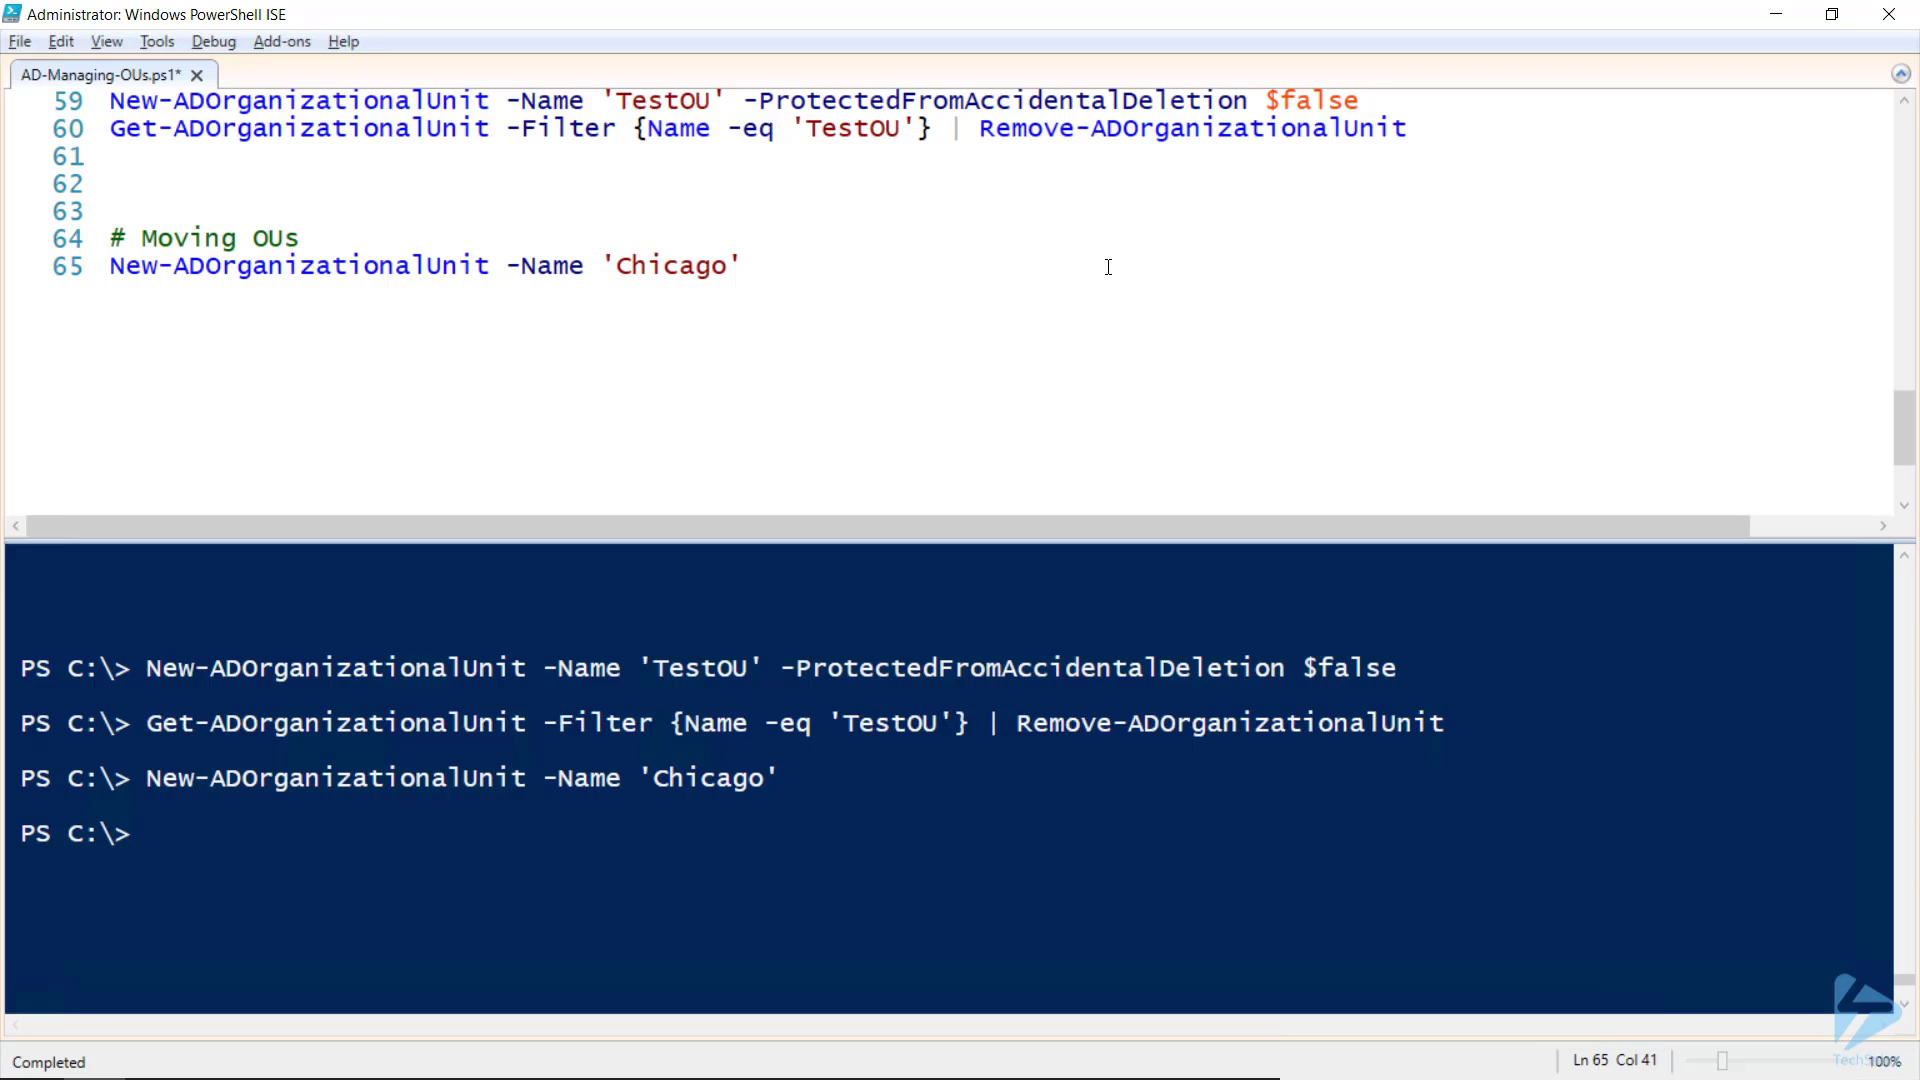 Administrator: Windows PowerShell ISE
File Edit View Tools Debug Add-ons Help
AD-Managing-OUs.ps1*
59 New-ADOrganizationalUnit -Name 'TestOU' -ProtectedFromAccidentalDeletion $false
60 Get-ADOrganizationalUnit -Filter {Name -eq 'TestOU'} | Remove-ADOrganizationalUnit
61
62
63
64 # Moving OUs
65 New-ADOrganizationalUnit -Name 'Chicago'
PS C:\> New-ADOrganizationalUnit -Name 'TestOU' -ProtectedFromAccidentalDeletion $false
PS C:\> Get-ADOrganizationalUnit -Filter {Name -eq 'TestOU'} | Remove-ADOrganizationalUnit
PS C:\> New-ADOrganizationalUnit -Name 'Chicago'
PS C:\>
Completed
Ln 65 Col 41
100%